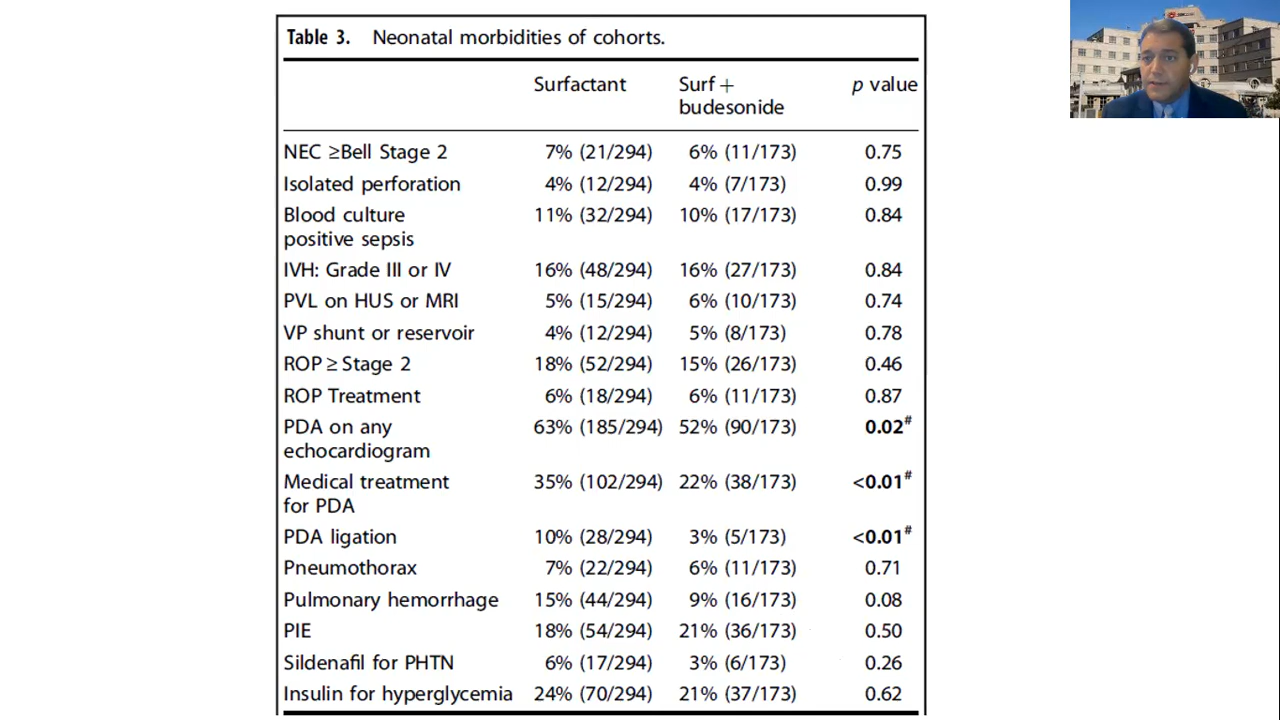 Table 3. Neonatal morbidities of cohorts.
Surfactant Surf + budesonide p value
NEC ≥Bell Stage 2 7% (21/294) 6% (11/173) 0.75
Isolated perforation 4% (12/294) 4% (7/173) 0.99
Blood culture positive sepsis 11% (32/294) 10% (17/173) 0.84
IVH: Grade III or IV 16% (48/294) 16% (27/173) 0.84
PVL on HUS or MRI 5% (15/294) 6% (10/173) 0.74
VP shunt or reservoir 4% (12/294) 5% (8/173) 0.78
ROP ≥ Stage 2 18% (52/294) 15% (26/173) 0.46
ROP Treatment 6% (18/294) 6% (11/173) 0.87
PDA on any echocardiogram 63% (185/294) 52% (90/173) 0.02#
Medical treatment for PDA 35% (102/294) 22% (38/173) <0.01#
PDA ligation 10% (28/294) 3% (5/173) <0.01#
Pneumothorax 7% (22/294) 6% (11/173) 0.71
Pulmonary hemorrhage 15% (44/294) 9% (16/173) 0.08
PIE 18% (54/294) 21% (36/173) 0.50
Sildenafil for PHTN 6% (17/294) 3% (6/173) 0.26
Insulin for hyperglycemia 24% (70/294) 21% (37/173) 0.62